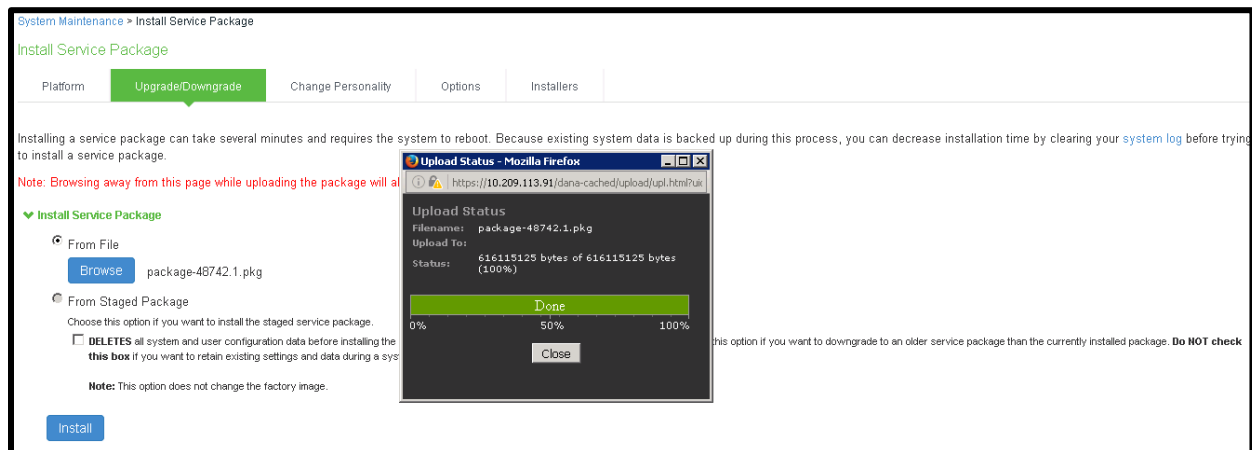 System Maintenance > Install Service Package
Install Service Package
Platform
Upgrade/Downgrade
Change Personality
Options
Installers
Installing a service package can take several minutes and requires the system to reboot. Because existing system data is backed up during this process, you can decrease installation time by clearing your system log before trying
to install a service package.
Note: Browsing away from this page while uploading the package will
Install Service Package
From File
Browse
package-48742.1.pkg
From Staged Package
Choose this option if you want to install the staged service package.
DELETES all system and user configuration data before installing the
his option if you want to downgrade to an older service package than the currently installed package. Do NOT check
this box if you want to retain existing settings and data during a sys
Note: This option does not change the factory image.
Install
Upload Status - Mozilla Firefox
https://10.209.113.91/dana-cached/upload/upl.html?ui
Upload Status
Filename: package-48742.1.pkg
Upload To:
Status: 616115125 bytes of 616115125 bytes
(100%)
Done
0% 50% 100%
Close